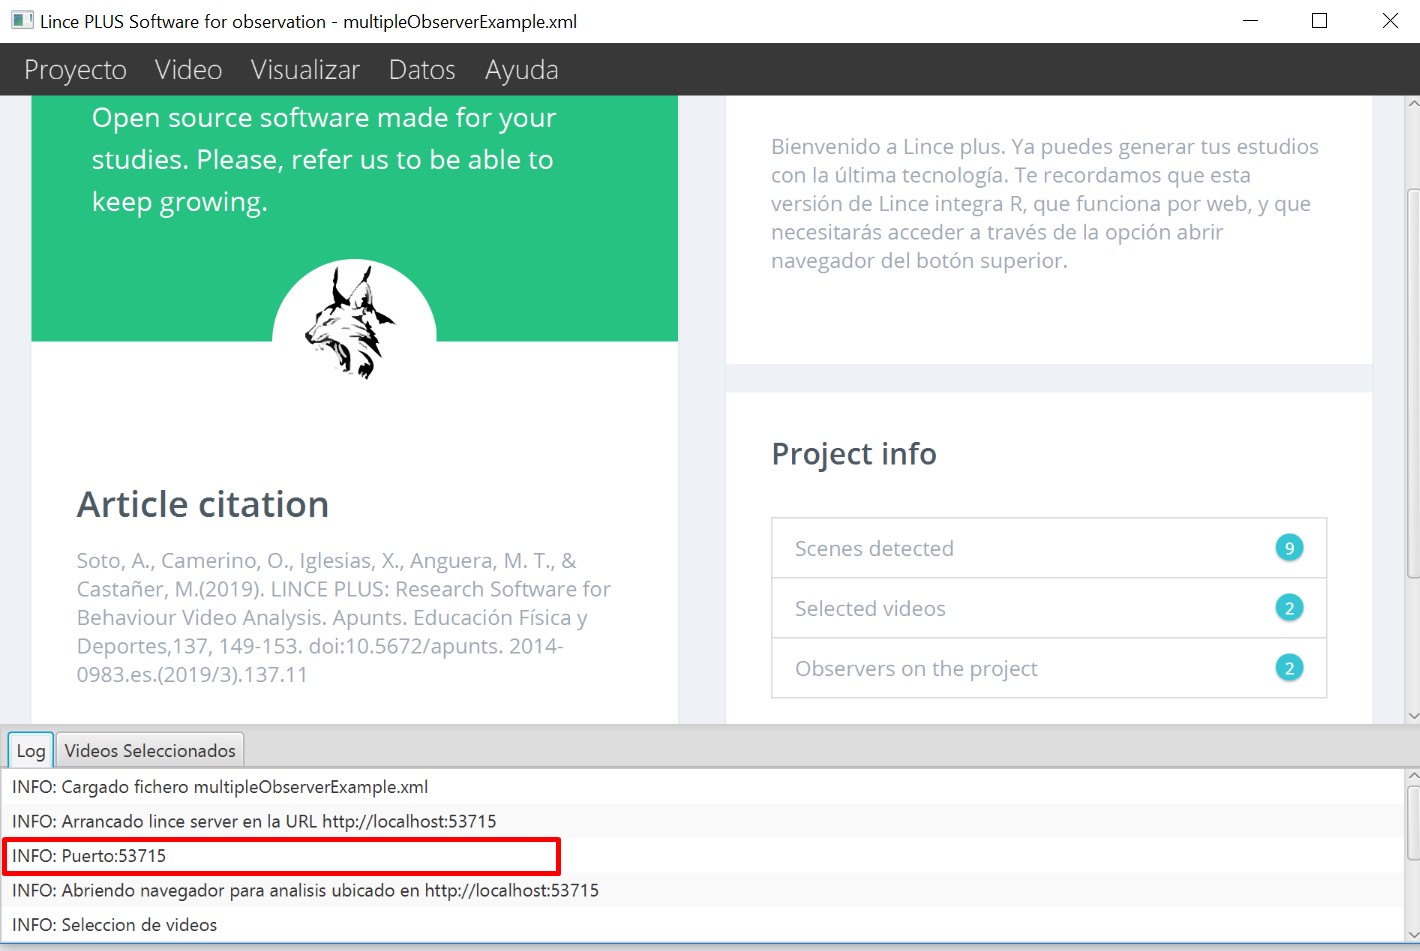 Lince PLUS Software for observation - multipleObserverExample.xml
Proyecto Video Visualizar Datos Ayuda
Open source software made for your
studies. Please, refer us to be able to
keep growing.
Article citation
Soto, A., Camerino, O., Iglesias, X., Anguera, M. T., &
Castañer, M.(2019). LINCE PLUS: Research Software for
Behaviour Video Analysis. Apunts. Educación Física y
Deportes,137, 149-153. doi:10.5672/apunts. 2014-
0983.es.(2019/3).137.11
Bienvenido a Lince plus. Ya puedes generar tus estudios
con la última tecnología. Te recordamos que esta
versión de Lince integra R, que funciona por web, y que
necesitarás acceder a través de la opción abrir
navegador del botón superior.
Project info
Scenes detected 9
Selected videos 2
Observers on the project 2
Log Videos Seleccionados
INFO: Cargado fichero multipleObserverExample.xml
INFO: Arrancado lince server en la URL http://localhost:53715
INFO: Puerto:53715
INFO: Abriendo navegador para analisis ubicado en http://localhost:53715
INFO: Seleccion de videos